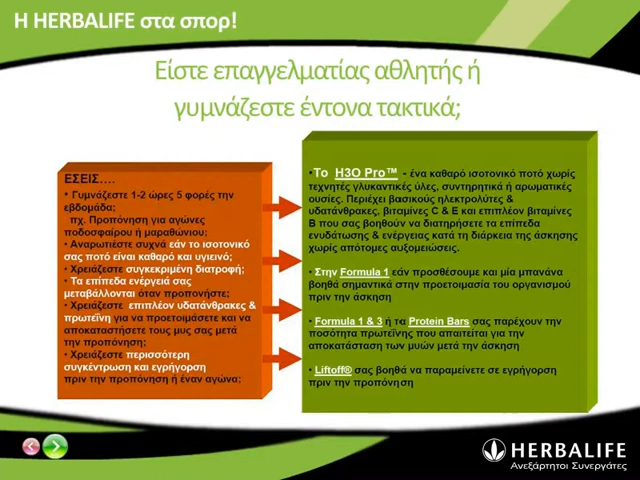 Η HERBALIFE στα σπορ!
Είστε επαγγελματίας αθλητής ή
γυμνάζεστε έντονα τακτικά;
ΕΣΕΙΣ….
• Γυμνάζεστε 1-2 ώρες 5 φορές την
εβδομάδα;
πχ. Προπόνηση για αγώνες
ποδοσφαίρου ή μαραθώνιου;
• Αναρωτιέστε συχνά εάν το ισοτονικό
σας ποτό είναι καθαρό και υγιεινό;
• Χρειάζεστε συγκεκριμένη διατροφή;
• Τα επίπεδα ενέργειά σας
μεταβάλλονται όταν προπονήστε;
• Χρειάζεστε επιπλέον υδατάνθρακες &
πρωτεΐνη για να προετοιμάσετε και να
αποκαταστήσετε τους μυς σας μετά
την προπόνηση;
• Χρειάζεστε περισσότερη
συγκέντρωση και εγρήγορση
πριν την προπόνηση ή έναν αγώνα;
•Το H3O Pro™ - ένα καθαρό ισοτονικό ποτό χωρίς
τεχνητές γλυκαντικές ύλες, συντηρητικά ή αρωματικές
ουσίες. Περιέχει βασικούς ηλεκτρολύτες &
υδατάνθρακες, βιταμίνες C & E και επιπλέον βιταμίνες
Β που σας βοηθούν να διατηρήσετε τα επίπεδα
ενυδάτωσης & ενέργειας κατά τη διάρκεια της άσκησης
χωρίς απότομες αυξομειώσεις.
• Στην Formula 1 εάν προσθέσουμε και μία μπανάνα
βοηθά σημαντικά στην προετοιμασία του οργανισμού
πριν την άσκηση
• Formula 1 & 3 ή τα Protein Bars σας παρέχουν την
ποσότητα πρωτεΐνης που απαιτείται για την
αποκατάσταση των μυών μετά την άσκηση
• Liftoff® σας βοηθά να παραμείνετε σε εγρήγορση
πριν την προπόνηση
HERBALIFE
Ανεξάρτητοι Συνεργάτες